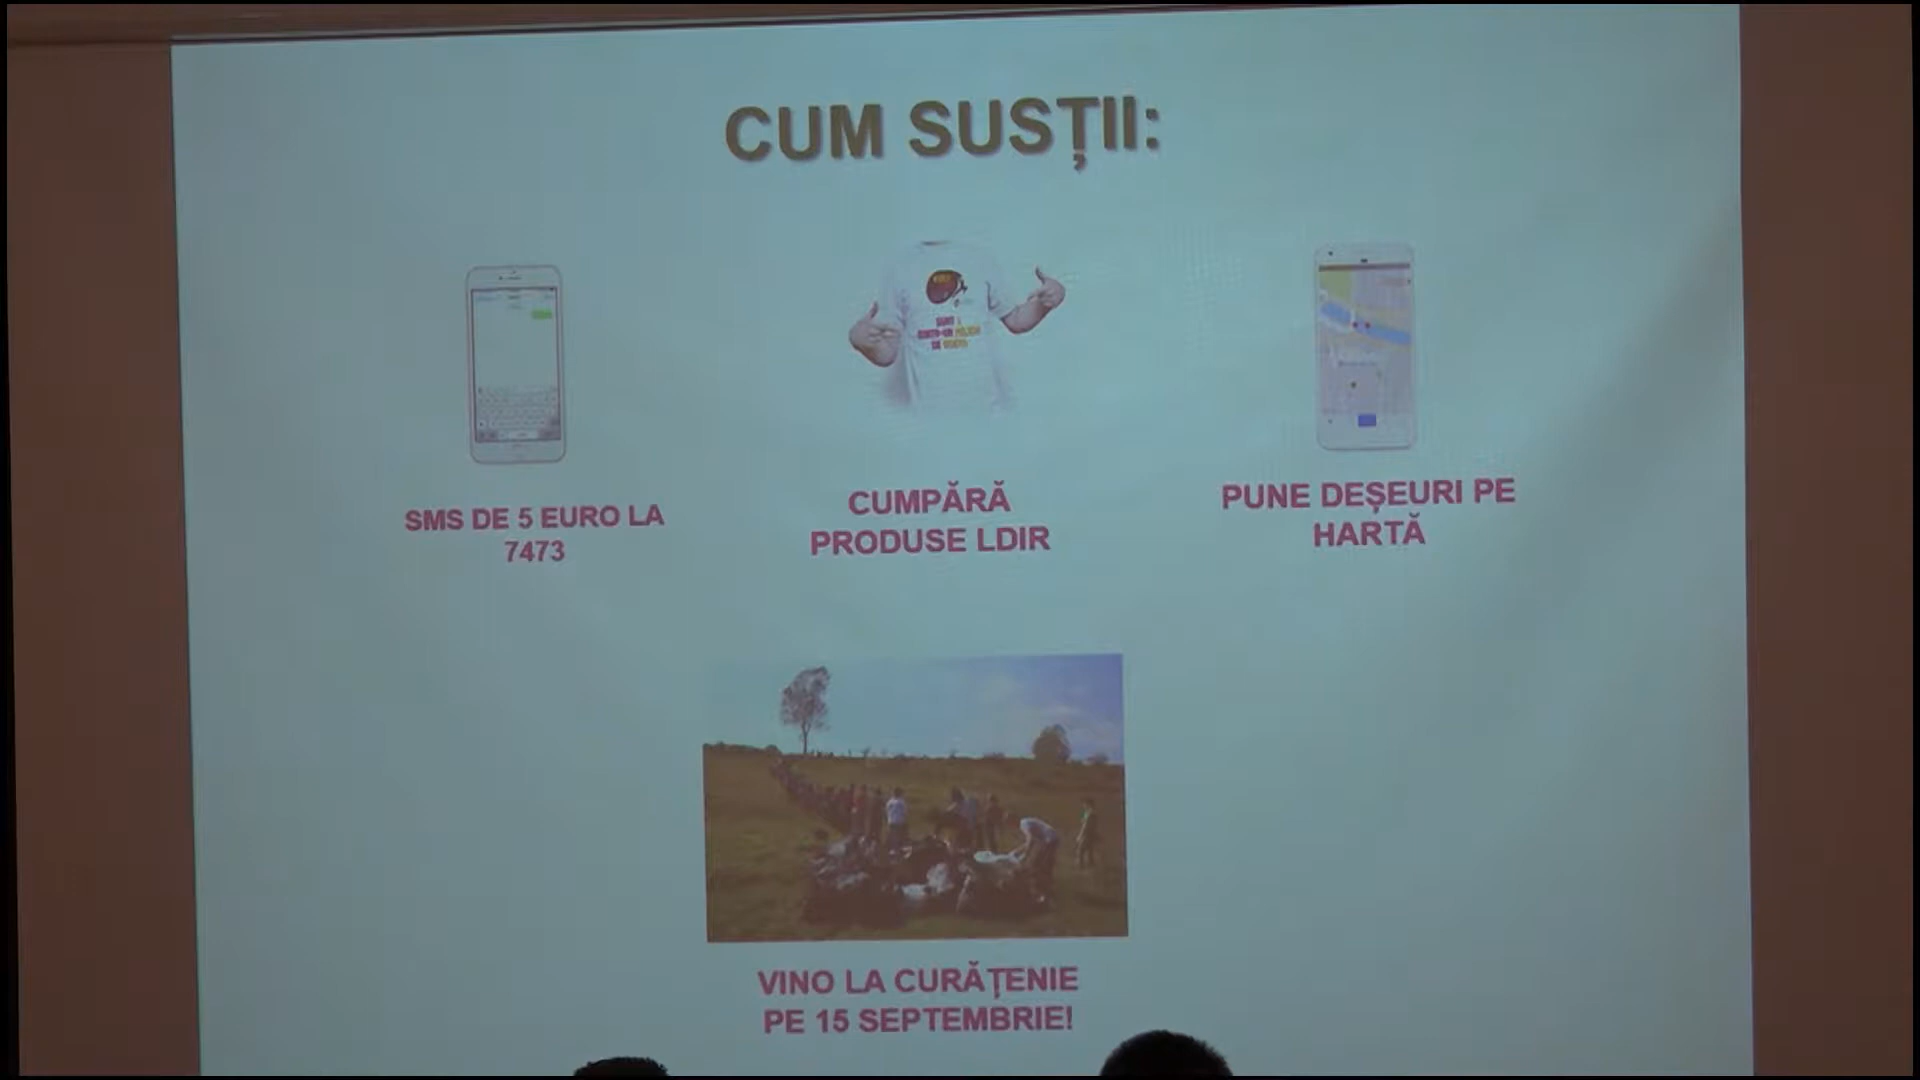 CUM SUSȚII:
SMS DE 5 EURO LA
7473
CUMPĂRĂ
PRODUSE LDIR
PUNE DEȘEURI PE
HARTĂ
VINO LA CURĂȚENIE
PE 15 SEPTEMBRIE!